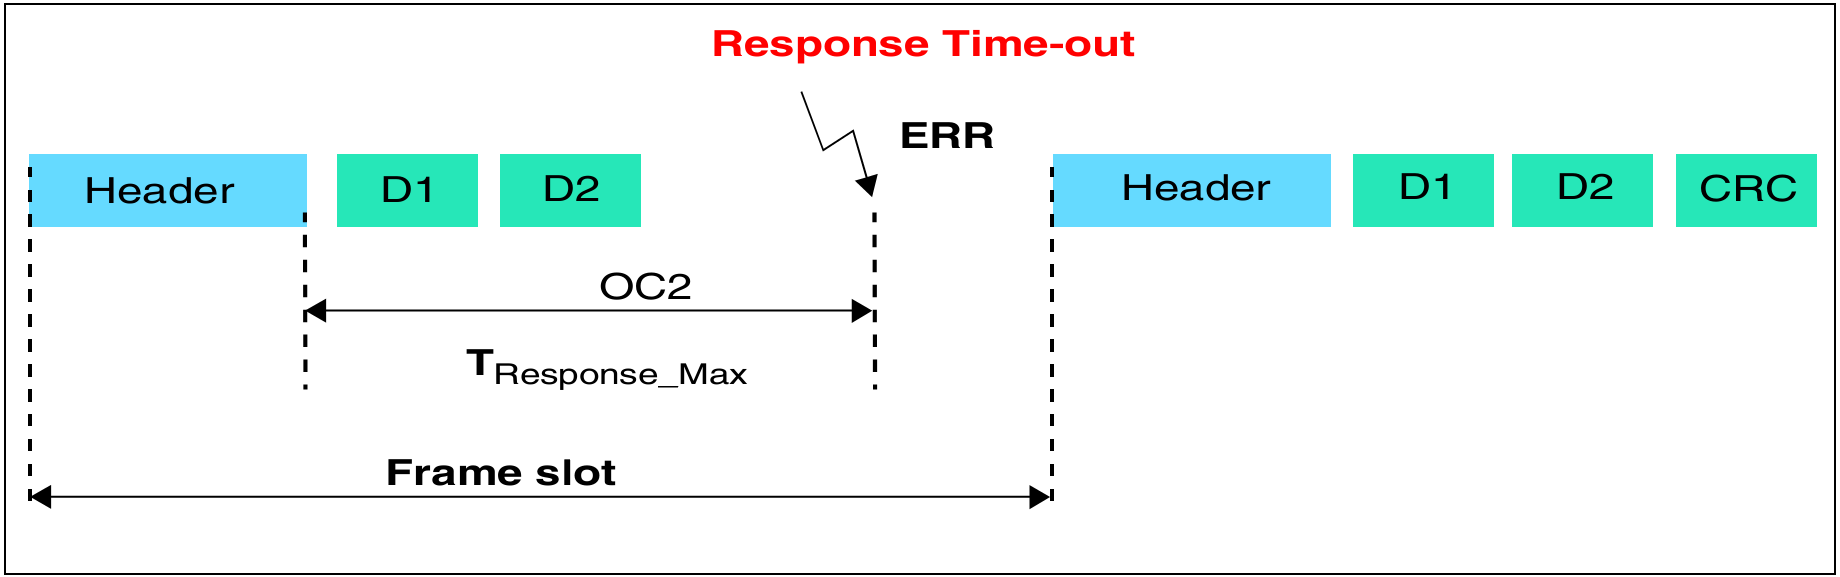 Response Time-out
ERR
Header D1 D2 Header D1 D2 CRC
OC2
TResponse_Max
Frame slot